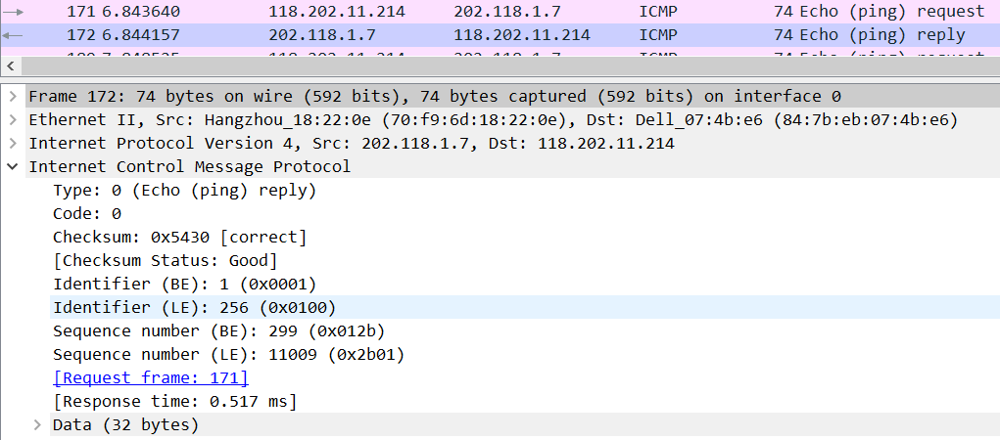 171 6.843640 118.202.11.214 202.118.1.7 ICMP 74 Echo (ping) request
172 6.844157 202.118.1.7 118.202.11.214 ICMP 74 Echo (ping) reply
Frame 172: 74 bytes on wire (592 bits), 74 bytes captured (592 bits) on interface 0
Ethernet II, Src: Hangzhou_18:22:0e (70:f9:6d:18:22:0e), Dst: Dell_07:4b:e6 (84:7b:eb:07:4b:e6)
Internet Protocol Version 4, Src: 202.118.1.7, Dst: 118.202.11.214
Internet Control Message Protocol
Type: 0 (Echo (ping) reply)
Code: 0
Checksum: 0x5430 [correct]
[Checksum Status: Good]
Identifier (BE): 1 (0x0001)
Identifier (LE): 256 (0x0100)
Sequence number (BE): 299 (0x012b)
Sequence number (LE): 11009 (0x2b01)
[Request frame: 171]
[Response time: 0.517 ms]
Data (32 bytes)